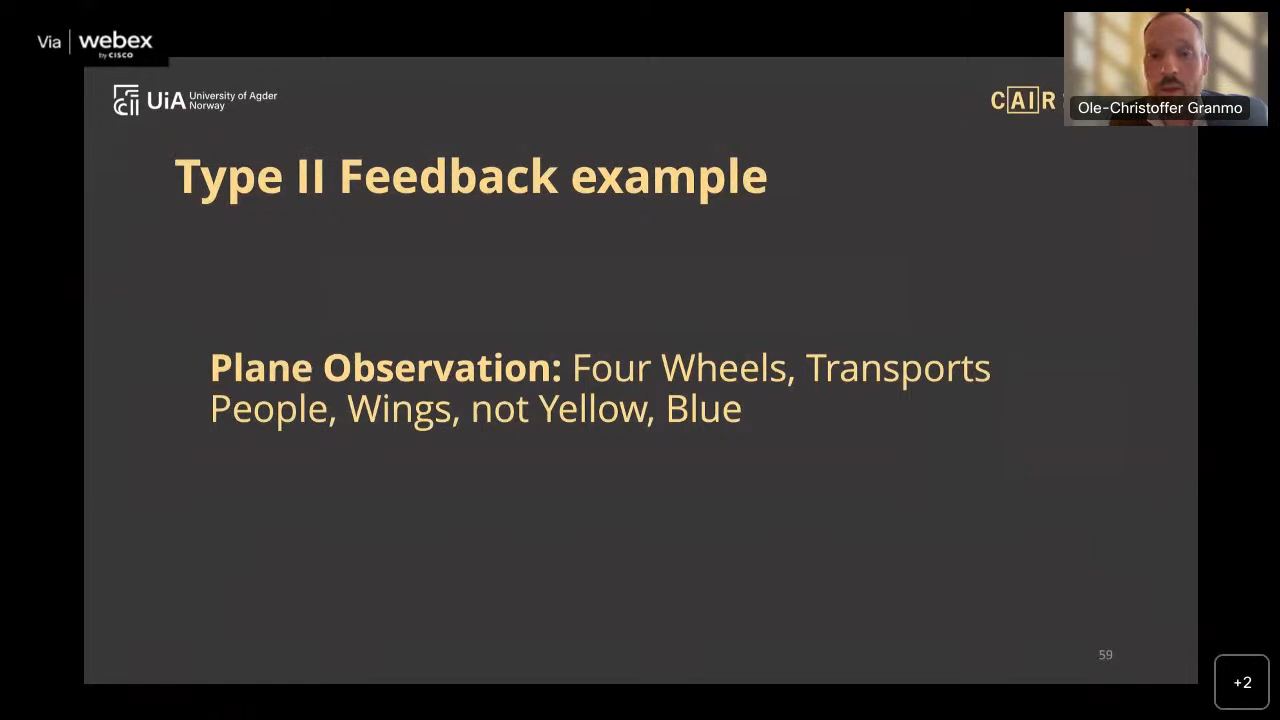 Via webex
by CISCO
UiA University of Agder
Norway
CAIR
Ole-Christoffer Granmo
Type II Feedback example
Plane Observation: Four Wheels, Transports
People, Wings, not Yellow, Blue
59
+2